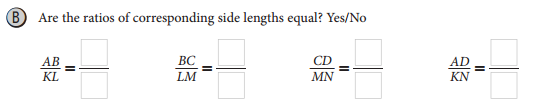 B Are the ratios of corresponding side lengths equal? Yes/No
AB/KL = BC/LM = CD/MN = AD/KN =